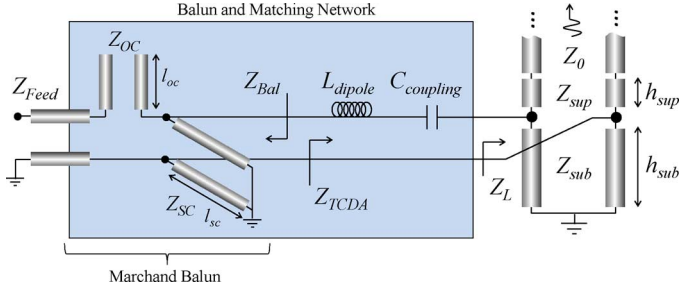 Balun and Matching Network
Z_OC
Z_Feed
l_oc
Z_Bal
L_dipole
C_coupling
Z_0
Z_sup
h_sup
Z_SC
l_sc
Z_TCDA
Z_L
Z_sub
h_sub
Marchand Balun